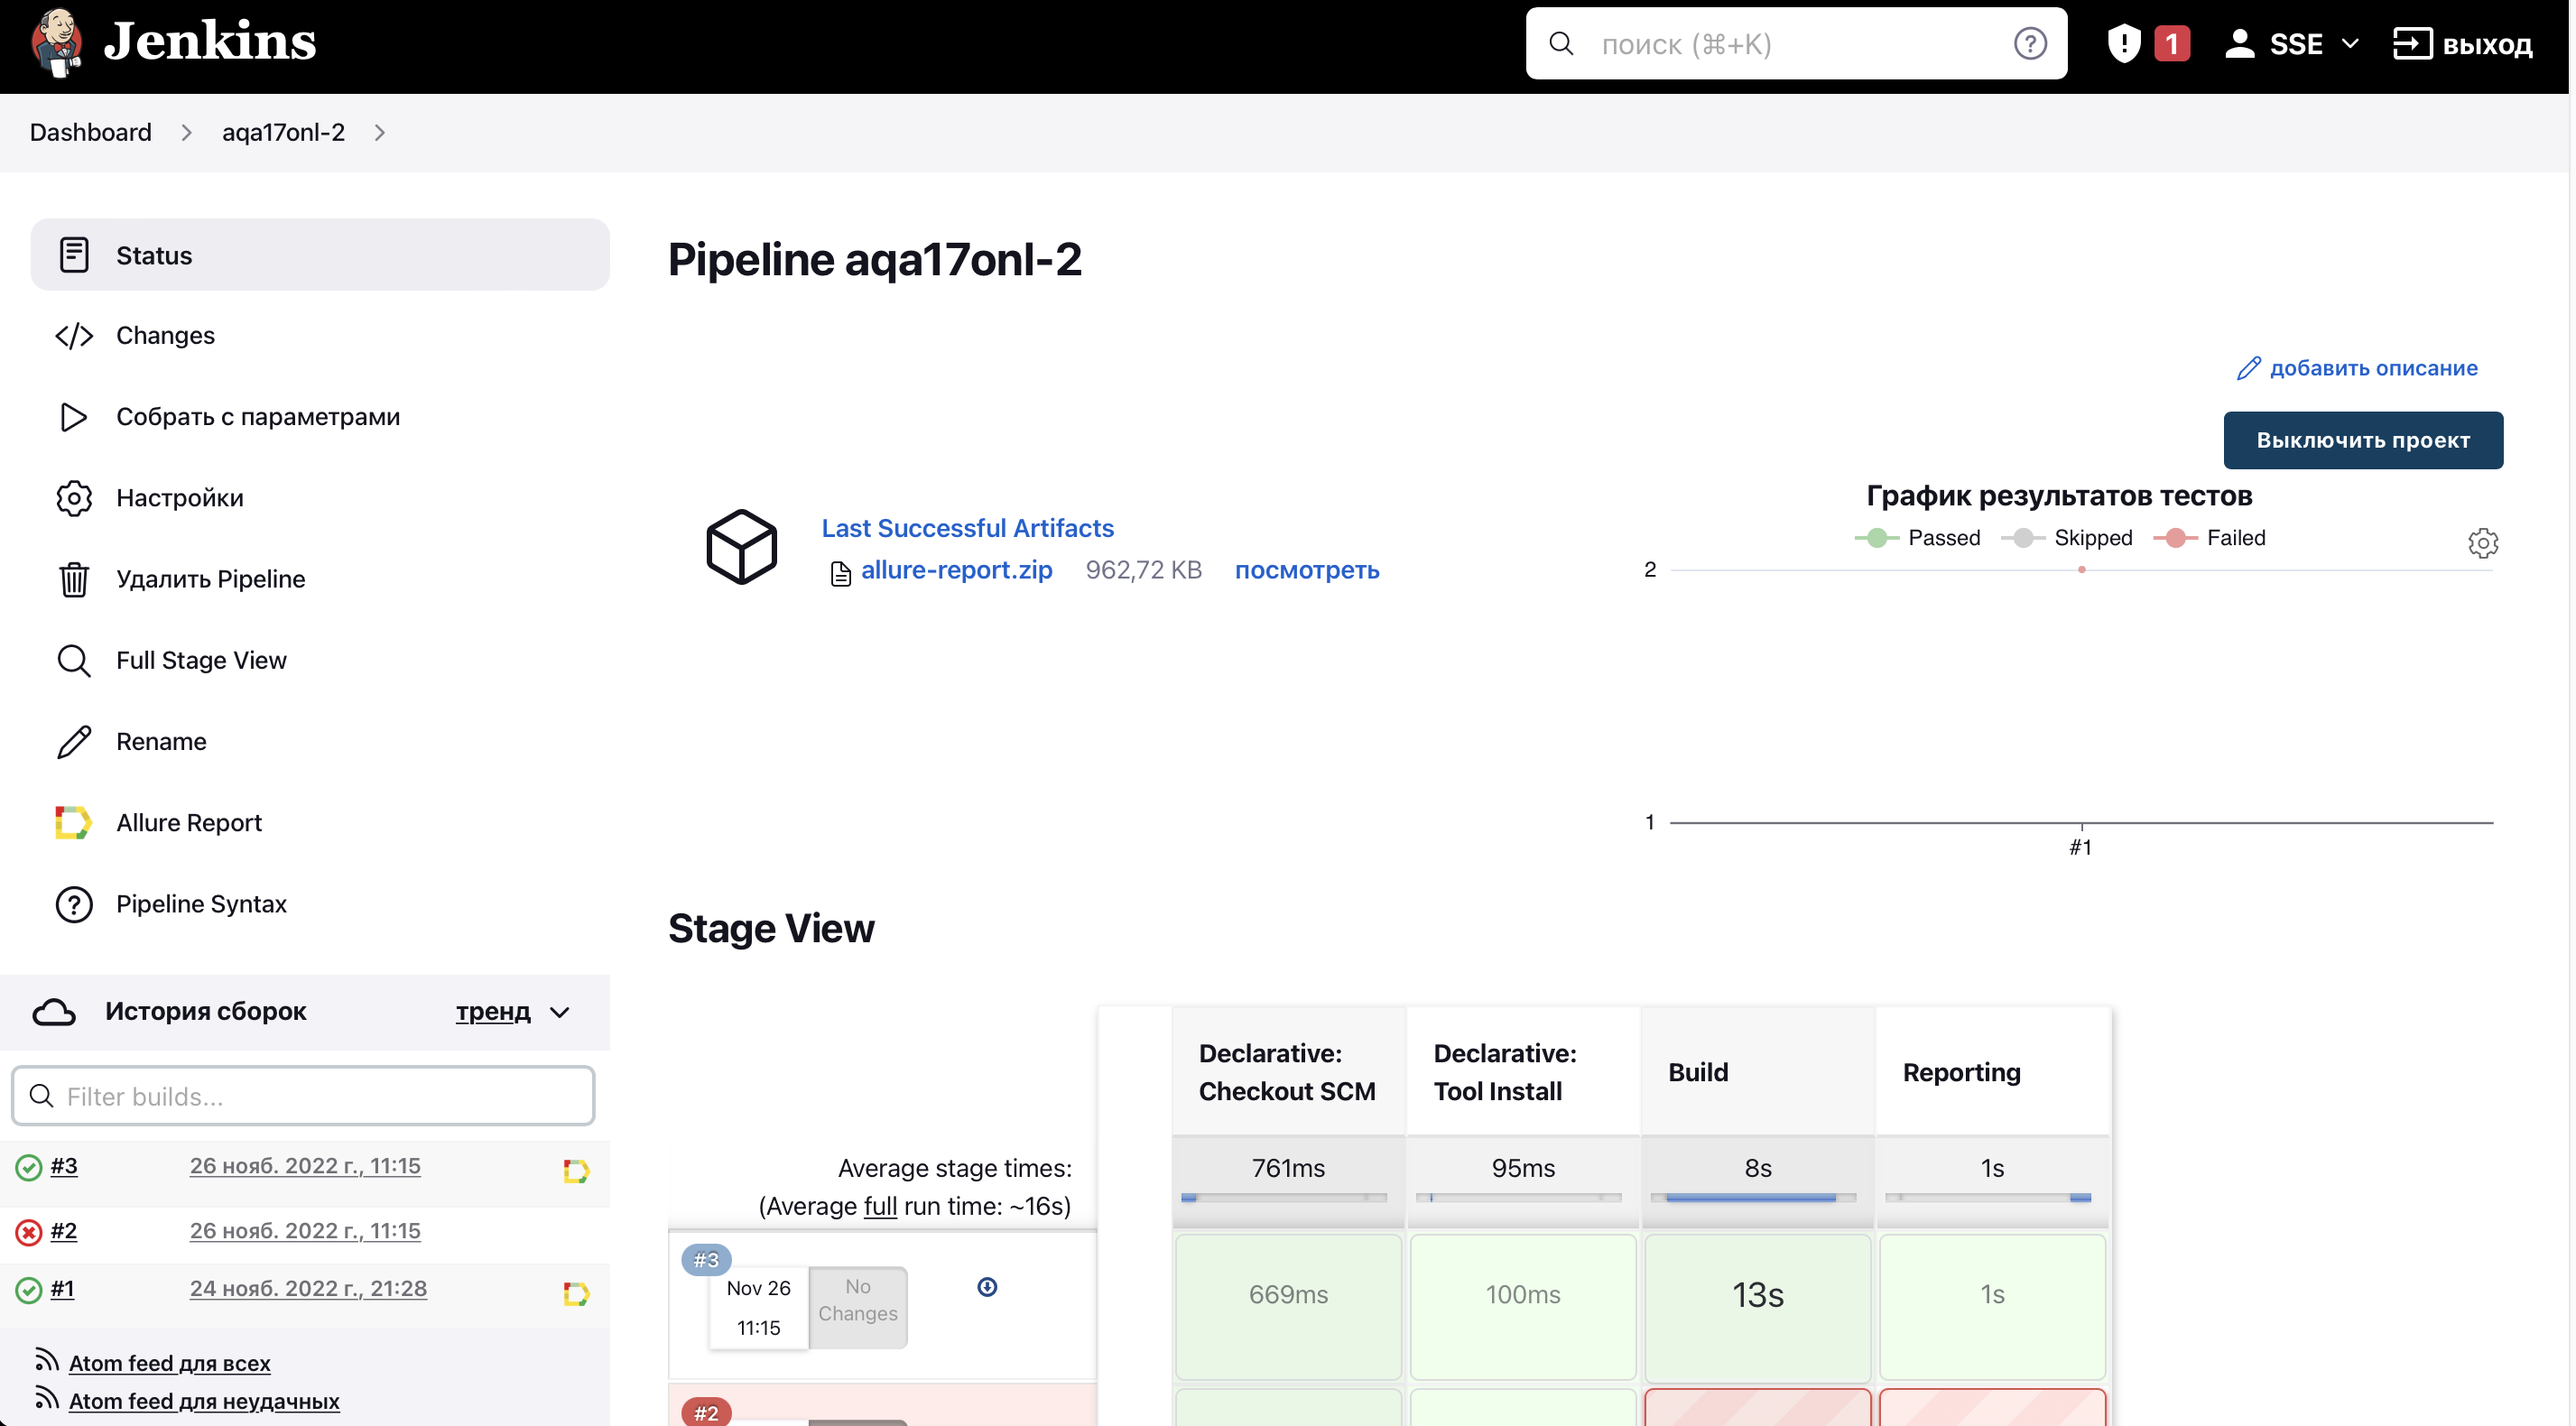 Jenkins
поиск (⌘+K)
1
SSE
выход
Dashboard
aqa17onl-2
Status
Changes
Собрать с параметрами
Настройки
Удалить Pipeline
Full Stage View
Rename
Allure Report
Pipeline Syntax
История сборок
тренд
Filter builds...
#3 26 нояб. 2022 г., 11:15
#2 26 нояб. 2022 г., 11:15
#1 24 нояб. 2022 г., 21:28
Atom feed для всех
Atom feed для неудачных
Pipeline aqa17onl-2
добавить описание
Выключить проект
Last Successful Artifacts
allure-report.zip 962,72 KB посмотреть
График результатов тестов
Passed Skipped Failed
2
1
#1
Stage View
Declarative:
Checkout SCM
Declarative:
Tool Install
Build
Reporting
Average stage times:
(Average full run time: ~16s)
761ms
95ms
8s
1s
#3
Nov 26
11:15
No
Changes
669ms
100ms
13s
1s
#2